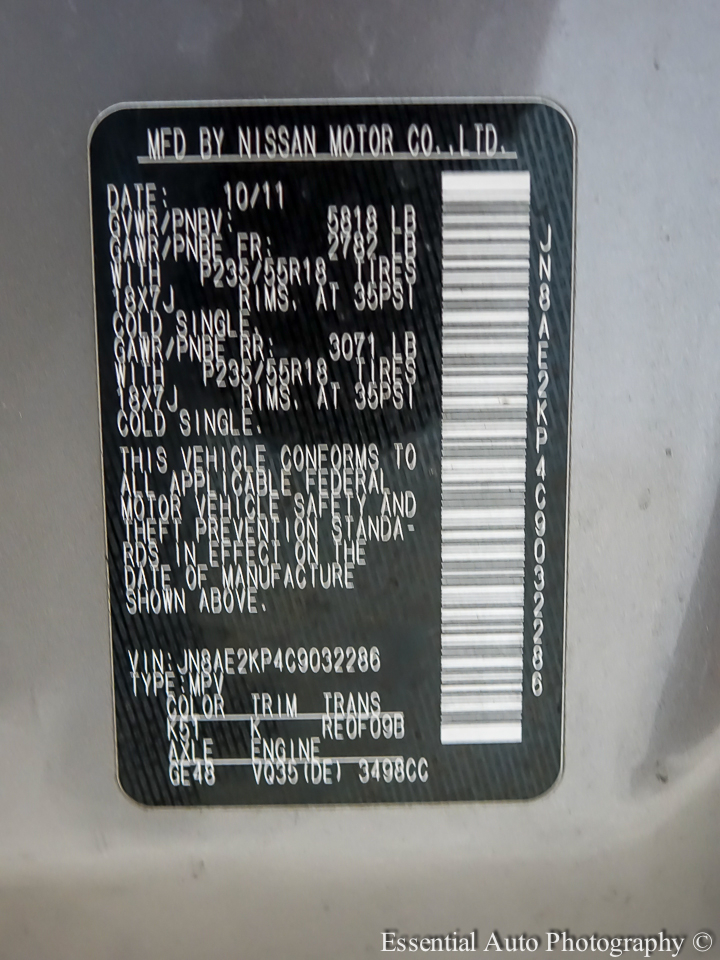 MFD BY NISSAN MOTOR CO.,LTD.
DATE: 10/11
GVWR/PNBV: 5818 LB
GAWR/PNBE FR: 2782 LB
WITH P235/55R18 TIRES
18X7J RIMS. AT 35PSI
COLD SINGLE.
GAWR/PNBE RR: 3071 LB
WITH P235/55R18 TIRES
18X7J RIMS. AT 35PSI
COLD SINGLE.
THIS VEHICLE CONFORMS TO
ALL APPLICABLE FEDERAL
MOTOR VEHICLE SAFETY AND
THEFT PREVENTION STANDA-
RDS IN EFFECT ON THE
DATE OF MANUFACTURE
SHOWN ABOVE.
VIN:JN8AE2KP4C9032286
TYPE:MPV
COLOR TRIM TRANS
K51 K RE0F09B
AXLE ENGINE
GE48 VQ35(DE) 3498CC
JN8AE2KP4C9032286
Essential Auto Photography ©